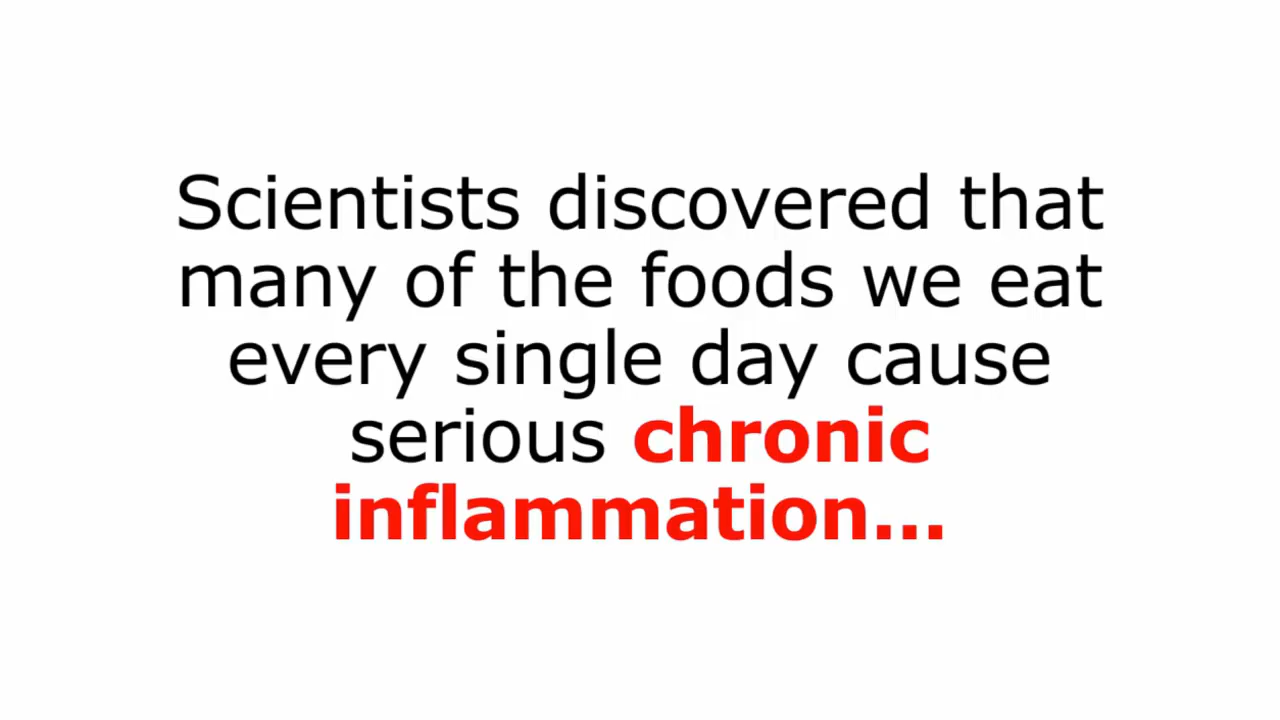 Scientists discovered that
many of the foods we eat
every single day cause
serious chronic
inflammation...